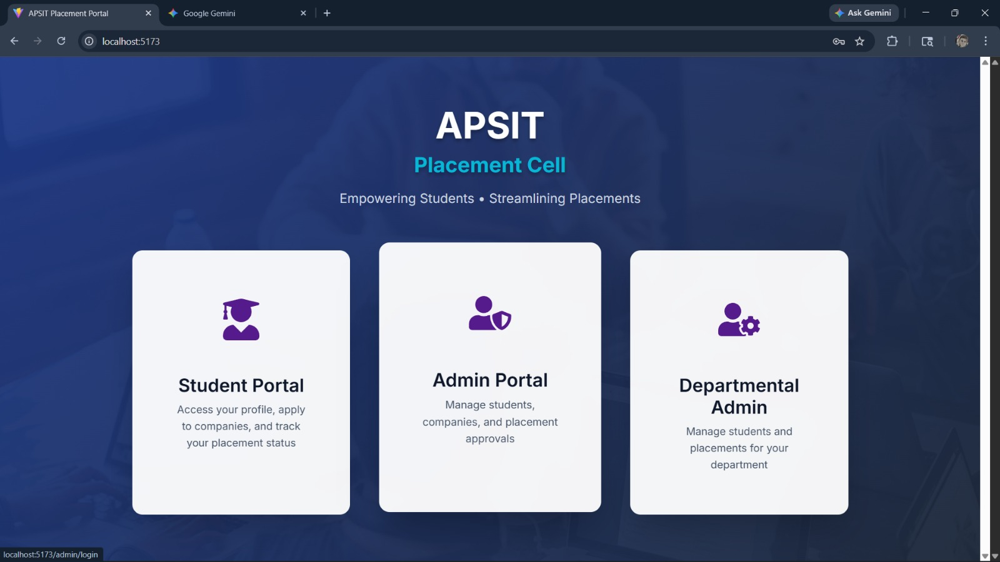 APSIT Placement Portal
Google Gemini
Ask Gemini
localhost:5173
APSIT
Placement Cell
Empowering Students • Streamlining Placements
Student Portal
Access your profile, apply
to companies, and track
your placement status
Admin Portal
Manage students,
companies, and placement
approvals
Departmental
Admin
Manage students and
placements for your
department
localhost:5173/admin/login